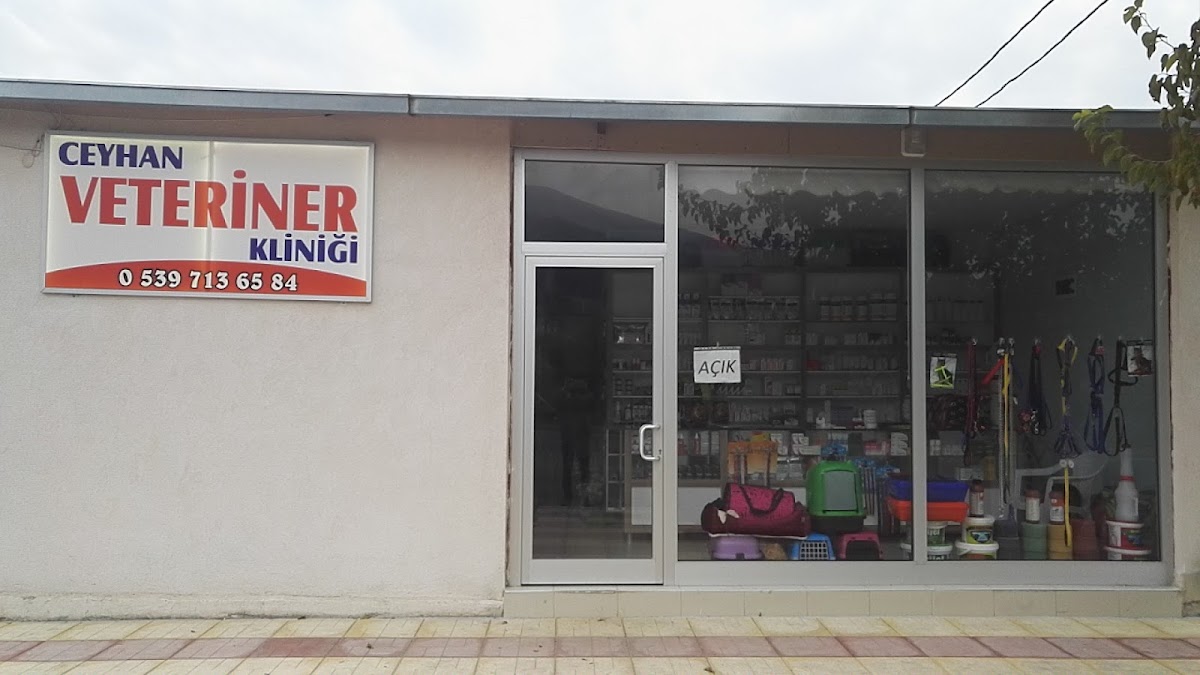 CEYHAN
VETERİNER
KLİNİĞİ
0 539 713 65 84
AÇIK